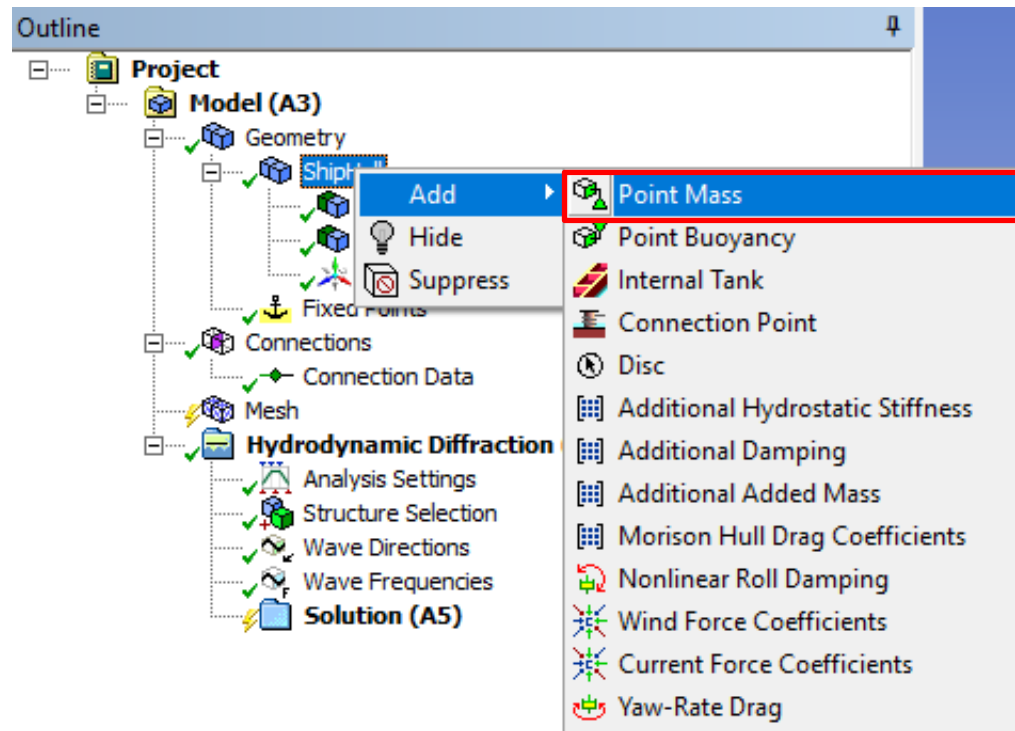 Outline
Project
Model (A3)
Geometry
Add
Point Mass
Hide
Point Buoyancy
Suppress
Internal Tank
Fixed Points
Connection Point
Connections
Disc
Connection Data
Additional Hydrostatic Stiffness
Mesh
Additional Damping
Hydrodynamic Diffraction
Additional Added Mass
Analysis Settings
Morison Hull Drag Coefficients
Structure Selection
Nonlinear Roll Damping
Wave Directions
Wind Force Coefficients
Wave Frequencies
Current Force Coefficients
Solution (A5)
Yaw-Rate Drag